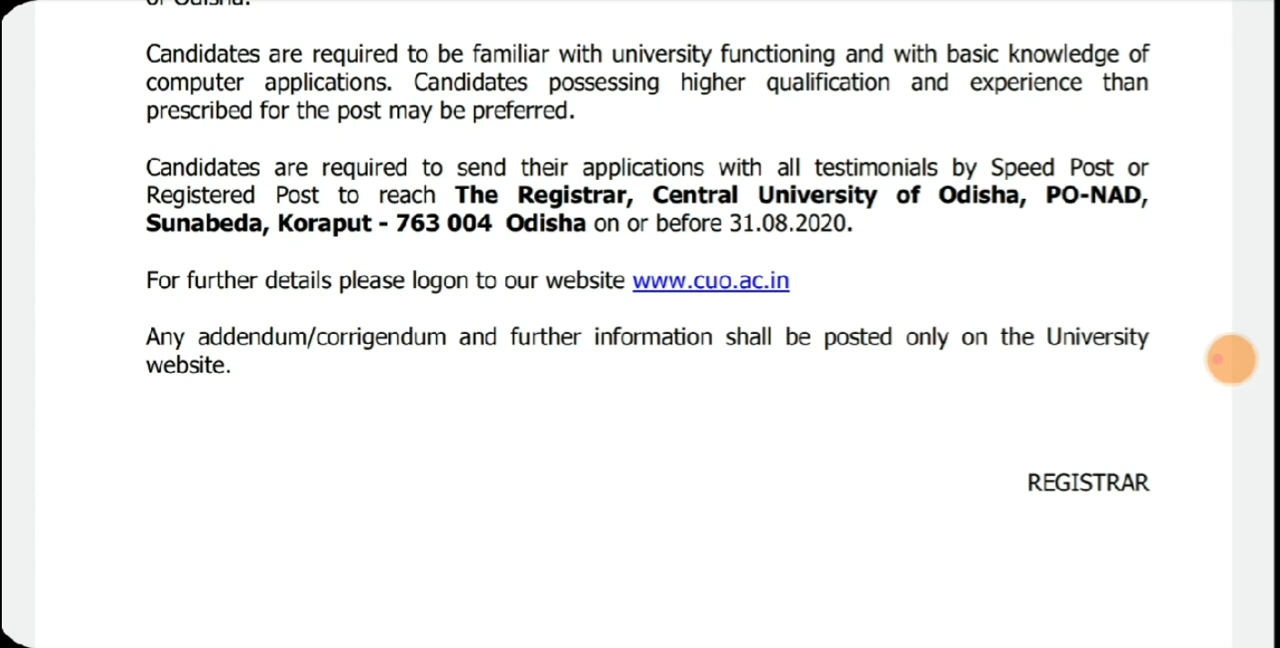 of Odisha.
Candidates are required to be familiar with university functioning and with basic knowledge of
computer applications. Candidates possessing higher qualification and experience than
prescribed for the post may be preferred.
Candidates are required to send their applications with all testimonials by Speed Post or
Registered Post to reach The Registrar, Central University of Odisha, PO-NAD,
Sunabeda, Koraput - 763 004 Odisha on or before 31.08.2020.
For further details please logon to our website www.cuo.ac.in
Any addendum/corrigendum and further information shall be posted only on the University
website.
REGISTRAR